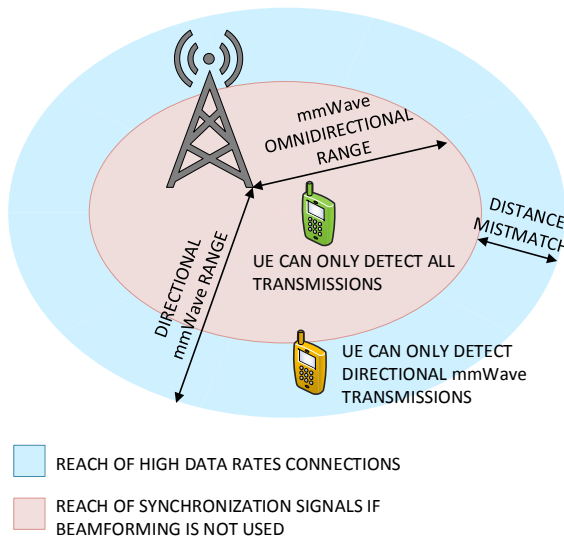 mmWave
OMNIDIRECTIONAL
RANGE
DISTANCE
MISTMATCH
DIRECTIONAL
mmWave RANGE
UE CAN ONLY DETECT ALL
TRANSMISSIONS
UE CAN ONLY DETECT
DIRECTIONAL mmWave
TRANSMISSIONS
REACH OF HIGH DATA RATES CONNECTIONS
REACH OF SYNCHRONIZATION SIGNALS IF
BEAMFORMING IS NOT USED